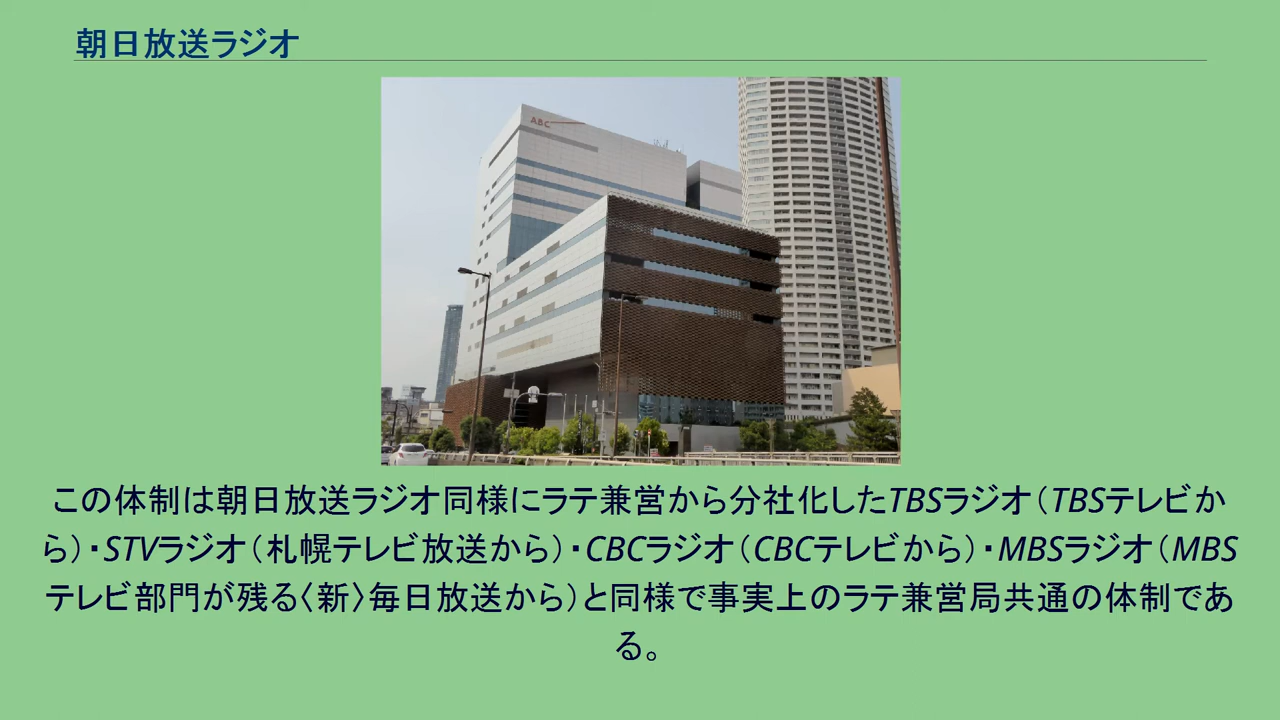 朝日放送ラジオ
ABC
この体制は朝日放送ラジオ同様にラテ兼営から分社化したTBSラジオ（TBSテレビか
ら）・STVラジオ（札幌テレビ放送から）・CBCラジオ（CBCテレビから）・MBSラジオ（MBS
テレビ部門が残る〈新〉毎日放送から）と同様で事実上のラテ兼営局共通の体制であ
る。